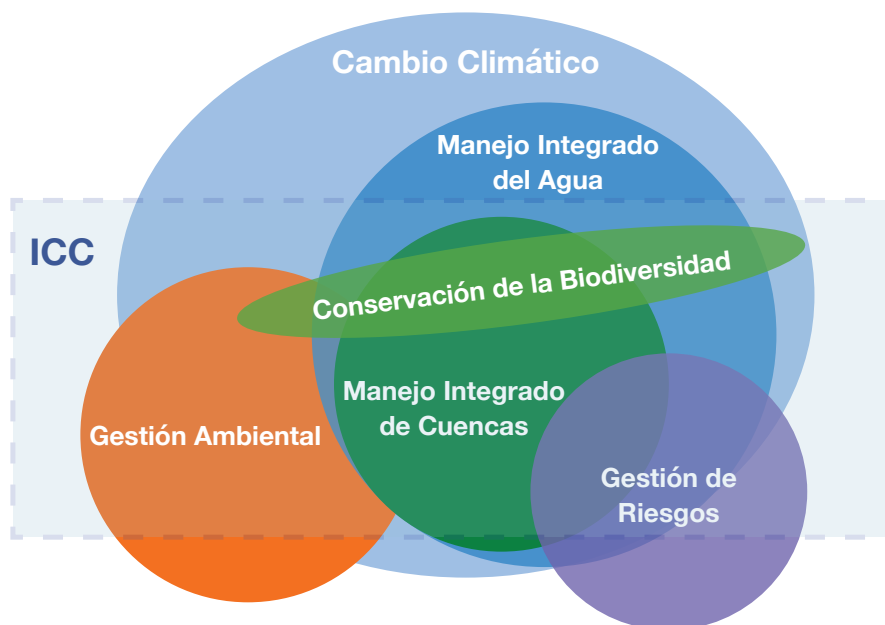 Cambio Climático
Manejo Integrado
del Agua
ICC
Conservación de la Biodiversidad
Manejo Integrado
de Cuencas
Gestión Ambiental
Gestión de
Riesgos